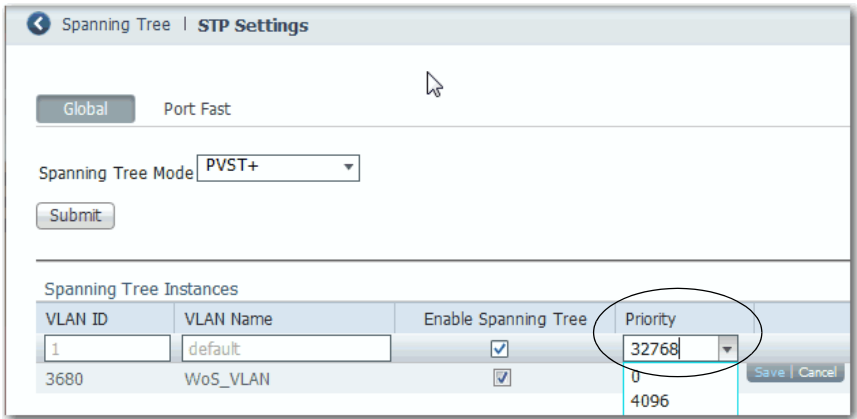 Spanning Tree | STP Settings
Global Port Fast
Spanning Tree Mode PVST+
Submit
Spanning Tree Instances
VLAN ID VLAN Name Enable Spanning Tree Priority
1 default 32768
3680 WoS_VLAN 0 Save | Cancel
4096